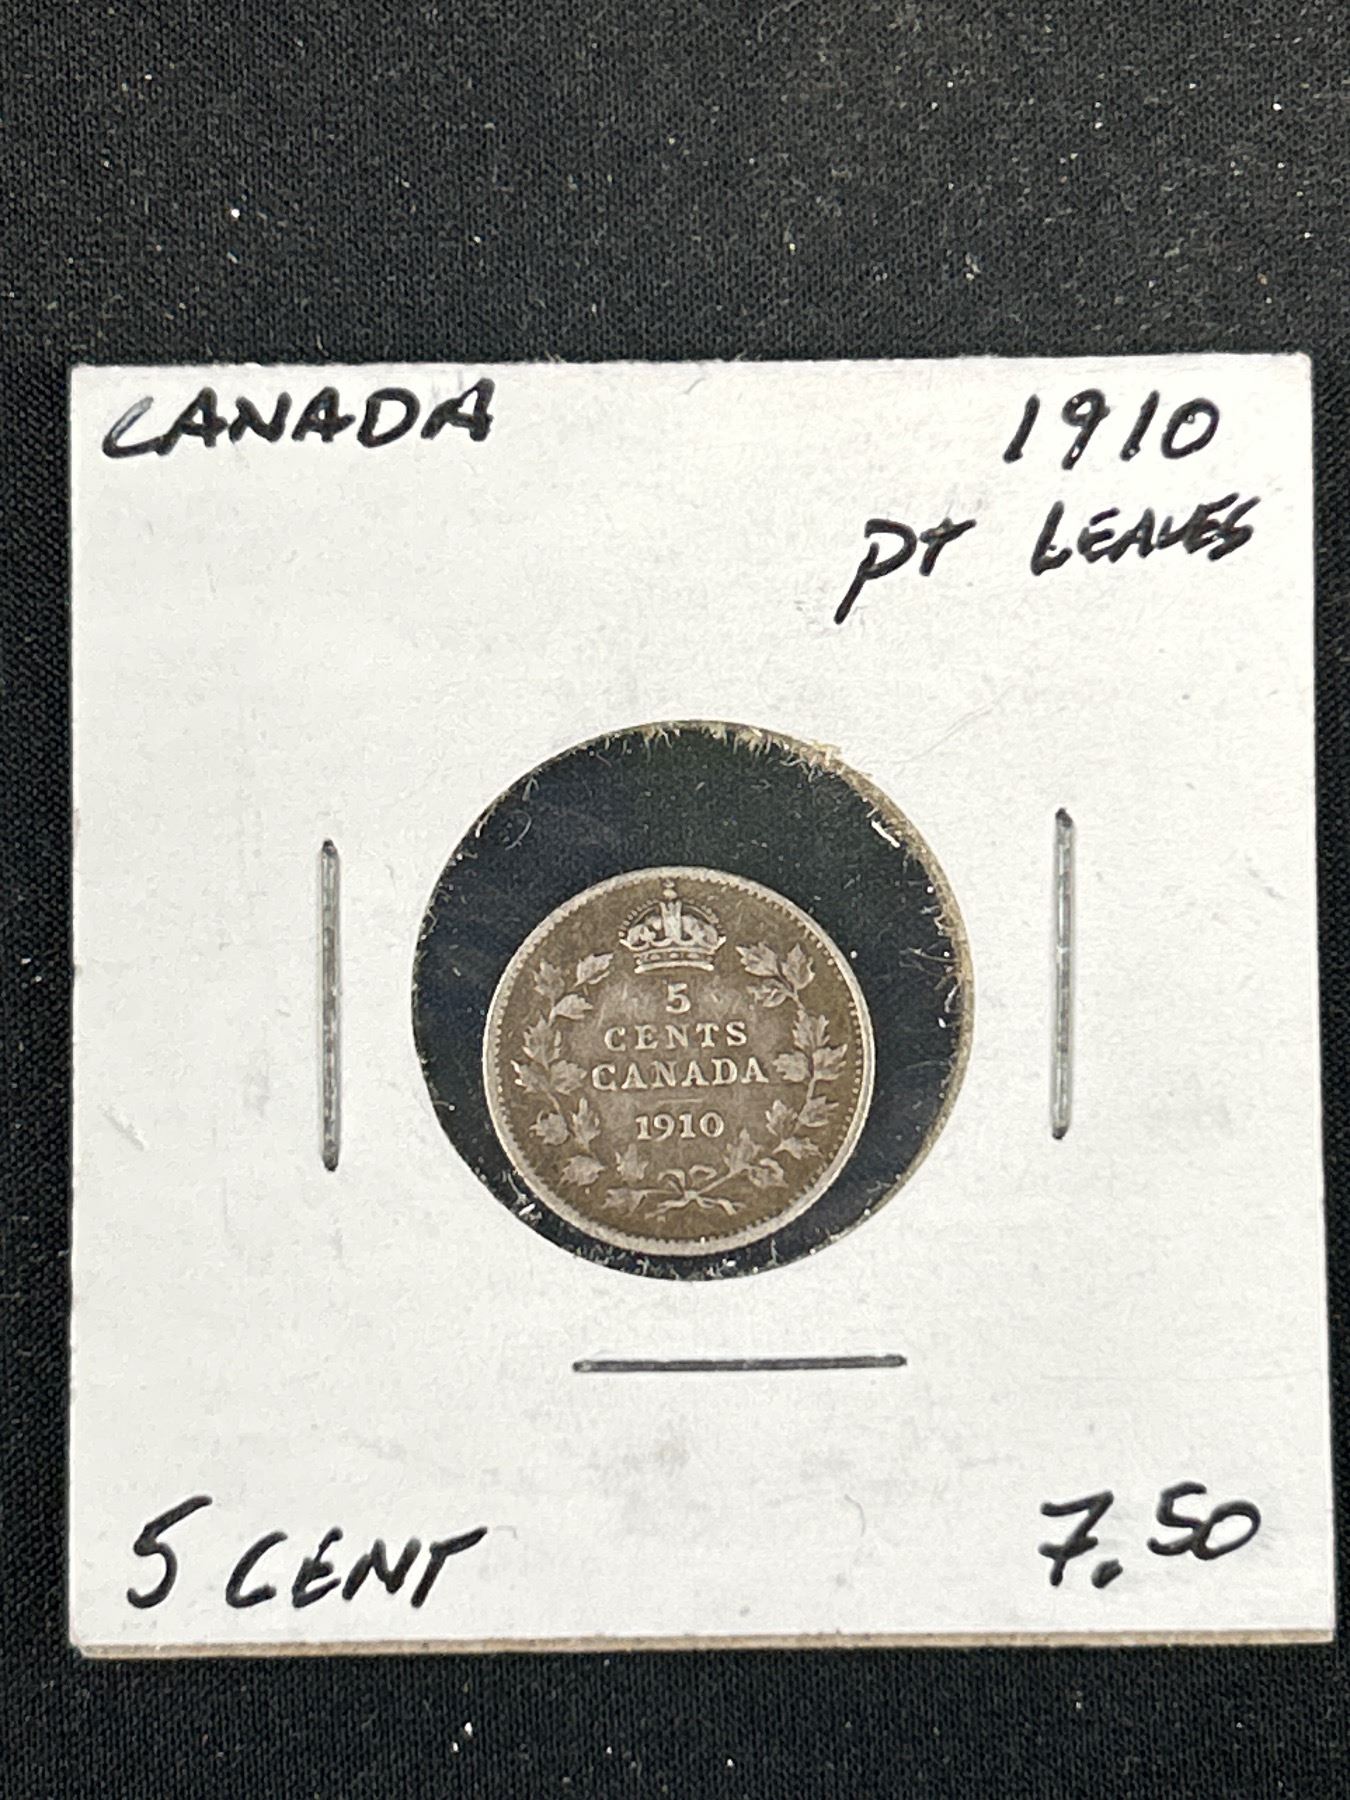 CANADA 1910
PT LEAVES
5
CENTS
CANADA
1910
5 CENT 7.50